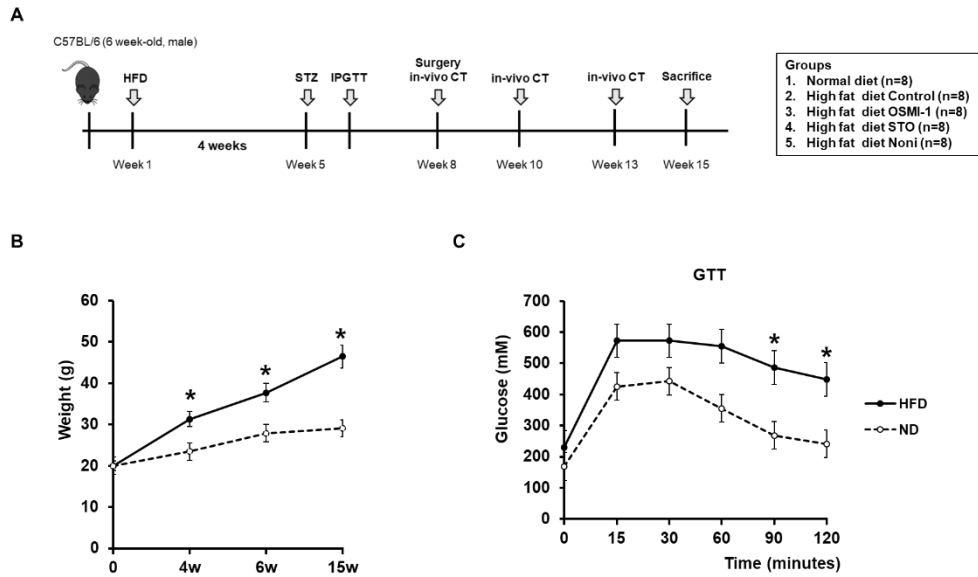 A
C57BL/6 (6 week-old, male)
HFD
STZ
IPGTT
Surgery
in-vivo CT
in-vivo CT
in-vivo CT
Sacrifice
4 weeks
Week 1
Week 5
Week 8
Week 10
Week 13
Week 15
Groups
1. Normal diet (n=8)
2. High fat diet Control (n=8)
3. High fat diet OSMI-1 (n=8)
4. High fat diet STO (n=8)
5. High fat diet Noni (n=8)
B
Weight (g)
60
50
40
30
20
10
0
* * *
0 4w 6w 15w
C
GTT
Glucose (mM)
700
600
500
400
300
200
100
0
* *
0 15 30 60 90 120
Time (minutes)
HFD
ND